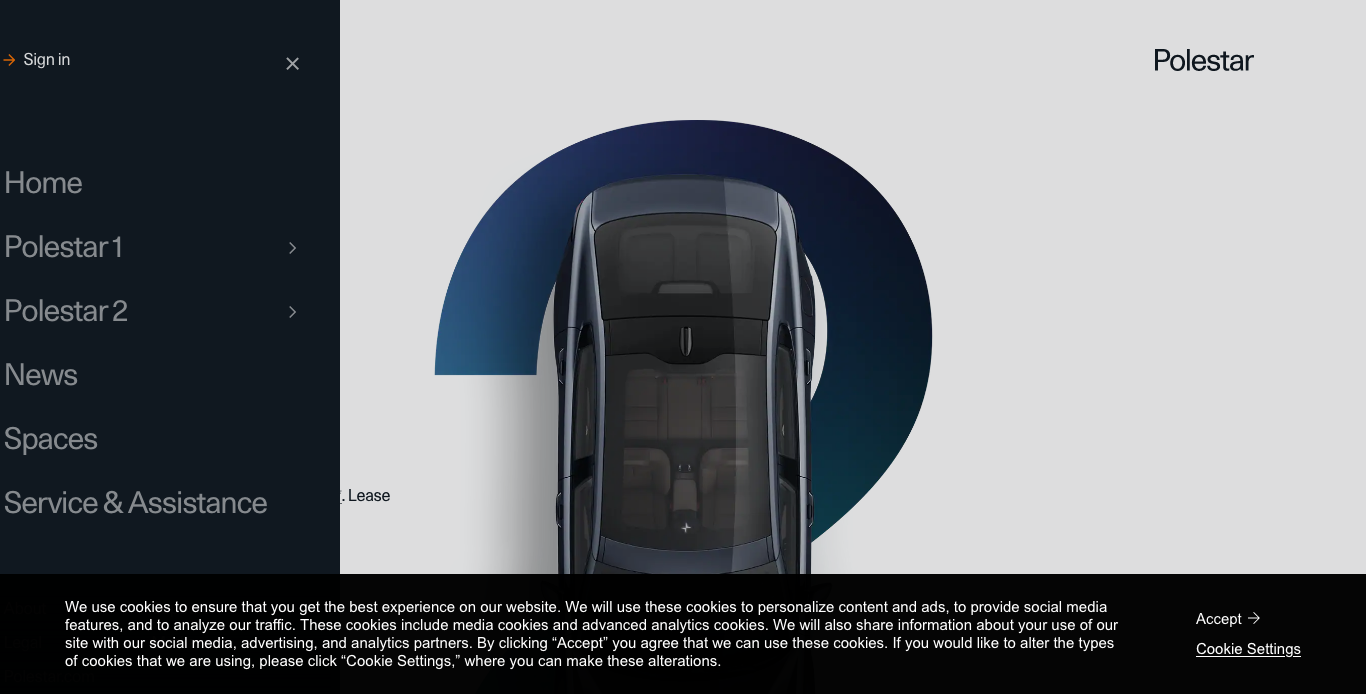 Sign in
Polestar
Home
Polestar 1
Polestar 2
News
Spaces
. Lease
Service & Assistance
We use cookies to ensure that you get the best experience on our website. We will use these cookies to personalize content and ads, to provide social media
features, and to analyze our traffic. These cookies include media cookies and advanced analytics cookies. We will also share information about your use of our
site with our social media, advertising, and analytics partners. By clicking “Accept” you agree that we can use these cookies. If you would like to alter the types
of cookies that we are using, please click “Cookie Settings,” where you can make these alterations.
Accept
Cookie Settings